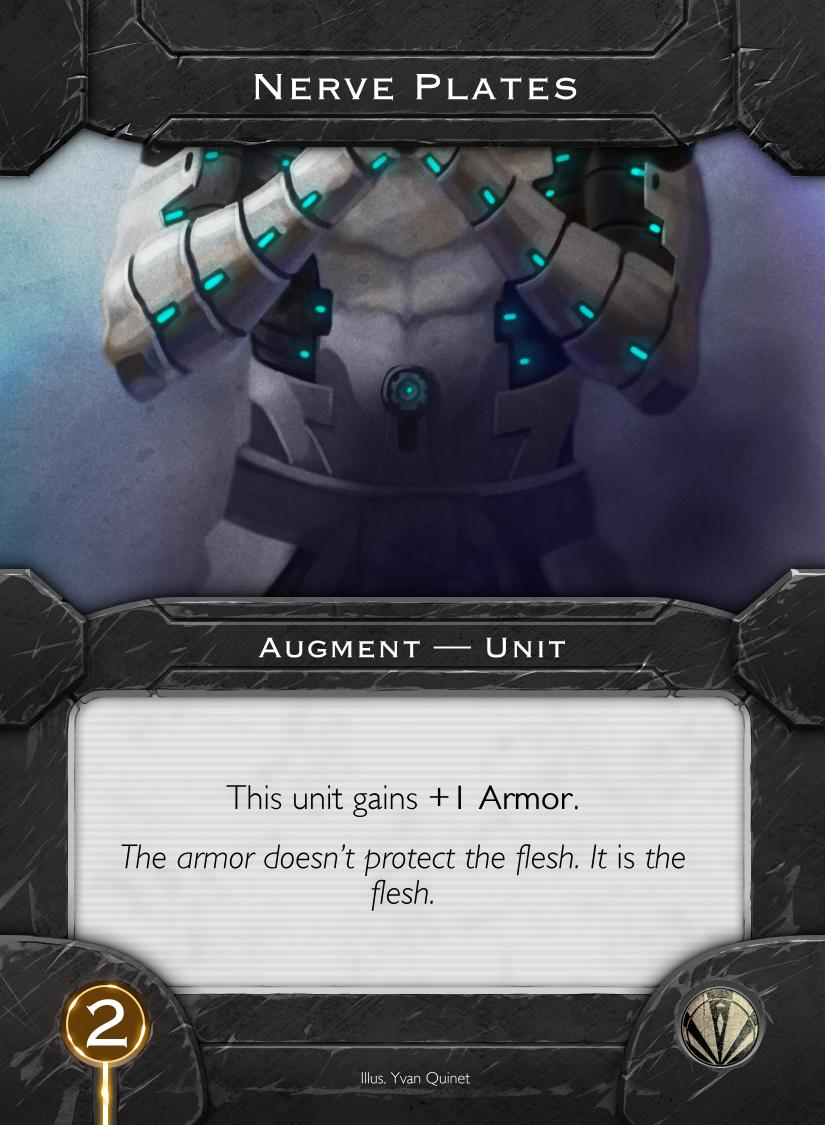 Nerve Plates
Augment — Unit
This unit gains +1 Armor.
The armor doesn't protect the flesh. It is the
flesh.
2
Illus. Yvan Quinet